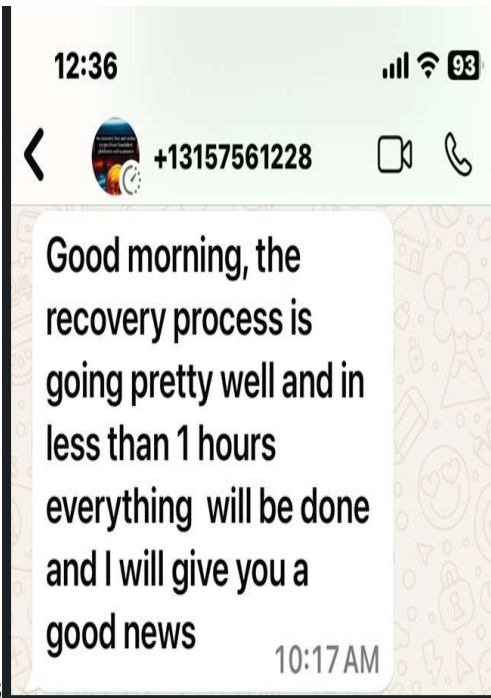 12:36
93
+13157561228
Good morning, the
recovery process is
going pretty well and in
less than 1 hours
everything will be done
and I will give you a
good news
10:17 AM